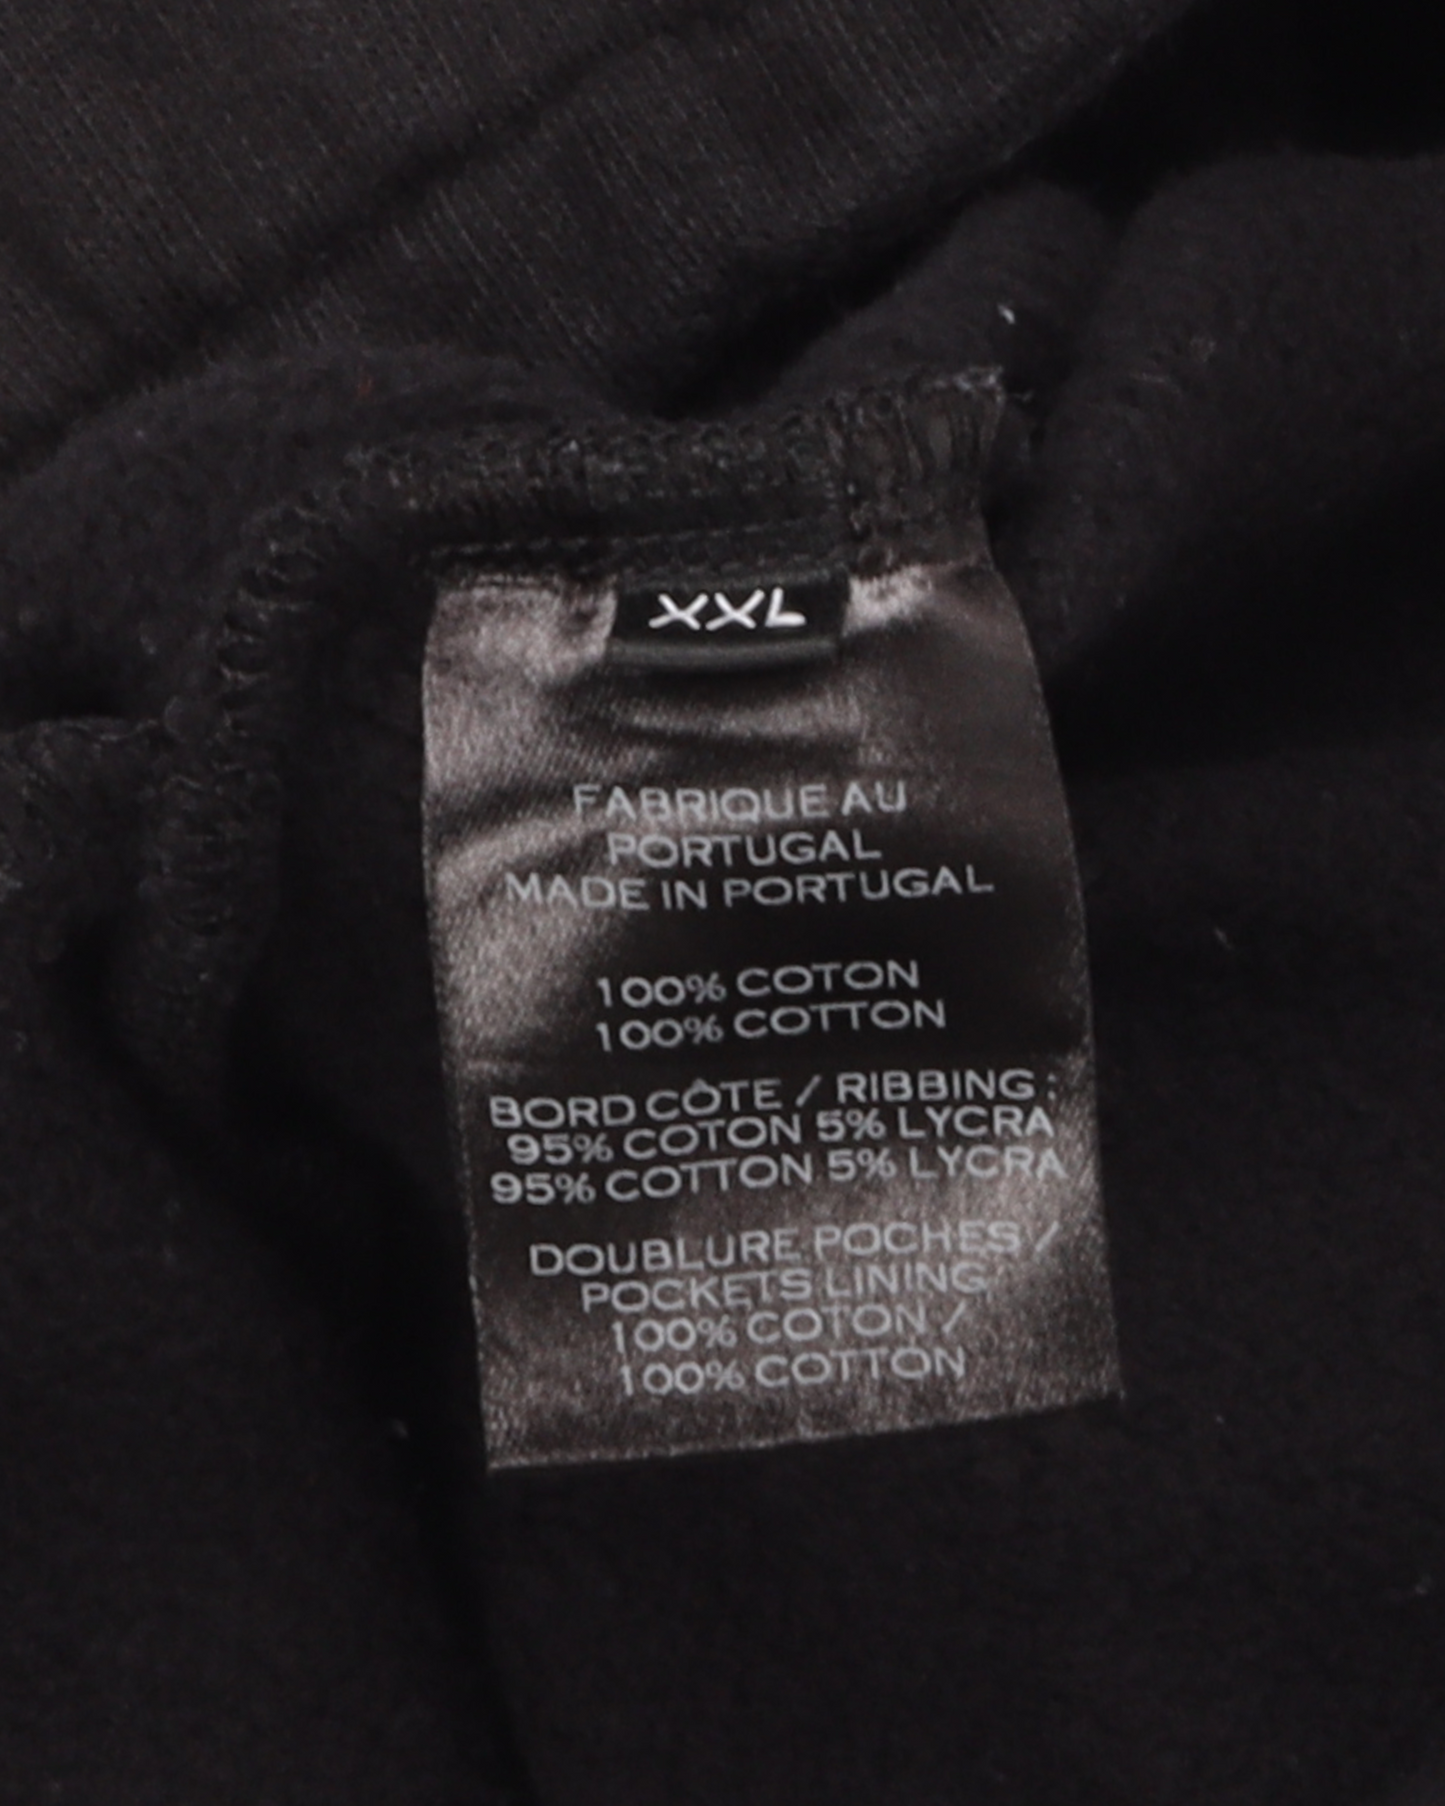 XXL
FABRIQUE AU
PORTUGAL
MADE IN PORTUGAL
100% COTON
100% COTTON
BORD CÔTE / RIBBING :
95% COTON 5% LYCRA
95% COTTON 5% LYCRA
DOUBLURE POCHES /
POCKETS LINING
100% COTON /
100% COTTON